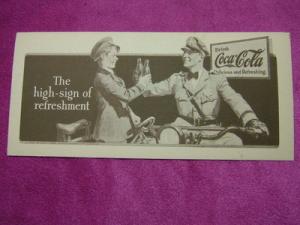 The
high-sign of
refreshment
Drink
Coca-Cola
Delicious and Refreshing